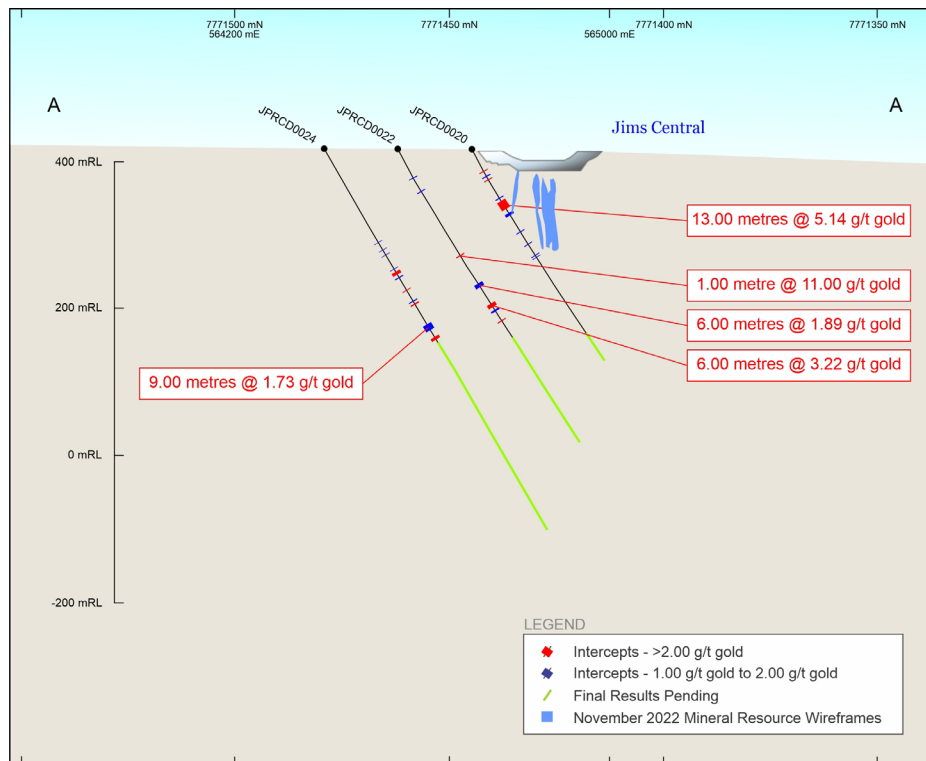 7771500 mN
564200 mE
7771450 mN
565000 mE
7771400 mN
7771350 mN
A
A
JPRCD0024
JPRCD0022
JPRCD0020
Jims Central
400 mRL
200 mRL
0 mRL
-200 mRL
13.00 metres @ 5.14 g/t gold
1.00 metre @ 11.00 g/t gold
6.00 metres @ 1.89 g/t gold
6.00 metres @ 3.22 g/t gold
9.00 metres @ 1.73 g/t gold
LEGEND
Intercepts - >2.00 g/t gold
Intercepts - 1.00 g/t gold to 2.00 g/t gold
Final Results Pending
November 2022 Mineral Resource Wireframes